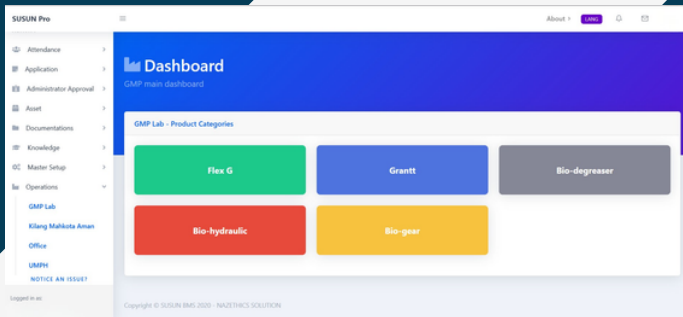 SUSUN Pro
About
LANG
Attendance
Application
Administrator Approval
Asset
Documentations
Knowledge
Master Setup
Operations
GMP Lab
Kilang Mahkota Aman
Office
UMPH
NOTICE AN ISSUE?
Logged in as:
Dashboard
GMP main dashboard
GMP Lab - Product Categories
Flex G
Grantt
Bio-degreaser
Bio-hydraulic
Bio-gear
Copyright © SUSUN BMS 2020 - NAZETHICS SOLUTION